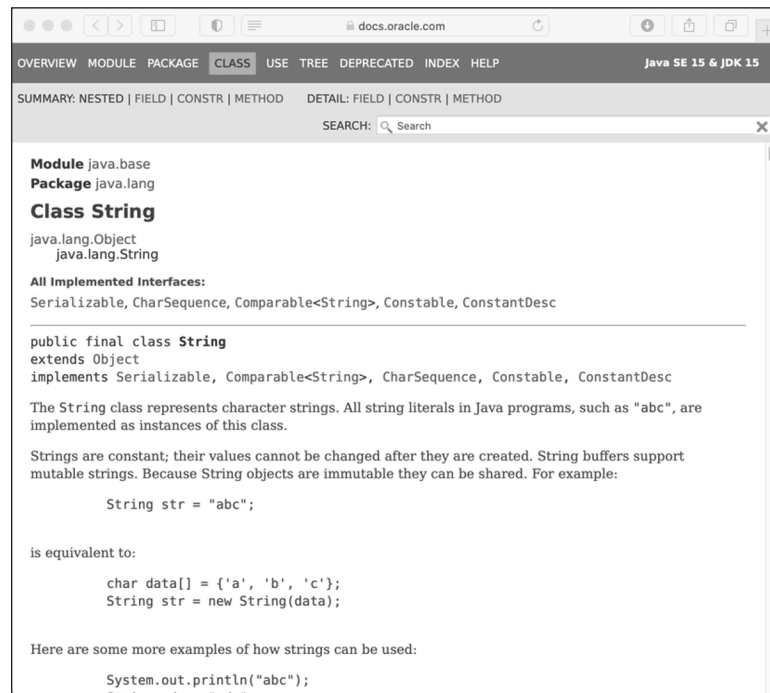 docs.oracle.com
OVERVIEW MODULE PACKAGE CLASS USE TREE DEPRECATED INDEX HELP Java SE 15 & JDK 15
SUMMARY: NESTED | FIELD | CONSTR | METHOD DETAIL: FIELD | CONSTR | METHOD
SEARCH: Search
Module java.base
Package java.lang
Class String
java.lang.Object
java.lang.String
All Implemented Interfaces:
Serializable, CharSequence, Comparable<String>, Constable, ConstantDesc
public final class String
extends Object
implements Serializable, Comparable<String>, CharSequence, Constable, ConstantDesc
The String class represents character strings. All string literals in Java programs, such as "abc", are
implemented as instances of this class.
Strings are constant; their values cannot be changed after they are created. String buffers support
mutable strings. Because String objects are immutable they can be shared. For example:
String str = "abc";
is equivalent to:
char data[] = {'a', 'b', 'c'};
String str = new String(data);
Here are some more examples of how strings can be used:
System.out.println("abc");